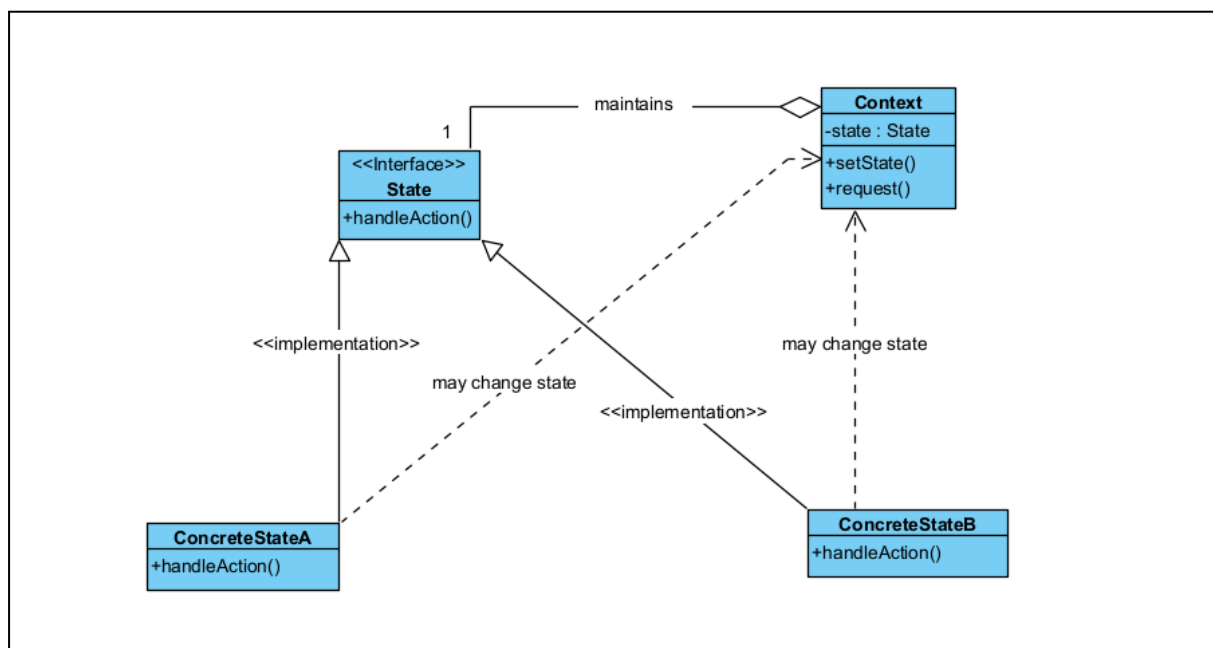 maintains
Context
-state : State
+setState()
+request()
1
<<Interface>>
State
+handleAction()
<<implementation>>
may change state
may change state
<<implementation>>
ConcreteStateA
+handleAction()
ConcreteStateB
+handleAction()